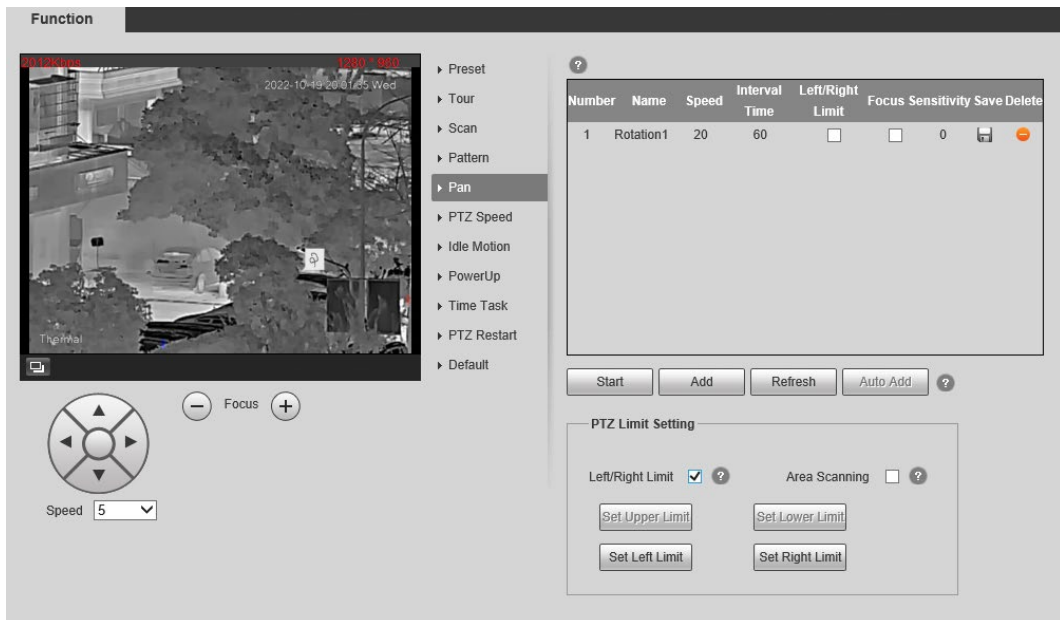 Function
2012Kbps 1280 * 960
2022-10-19 20:01:35 Wed
Thermal
Focus
Speed 5
Preset
Tour
Scan
Pattern
Pan
PTZ Speed
Idle Motion
PowerUp
Time Task
PTZ Restart
Default
Number Name Speed Interval Time Left/Right Limit Focus Sensitivity Save Delete
1 Rotation1 20 60 0
Start Add Refresh Auto Add
PTZ Limit Setting
Left/Right Limit Area Scanning
Set Upper Limit Set Lower Limit
Set Left Limit Set Right Limit